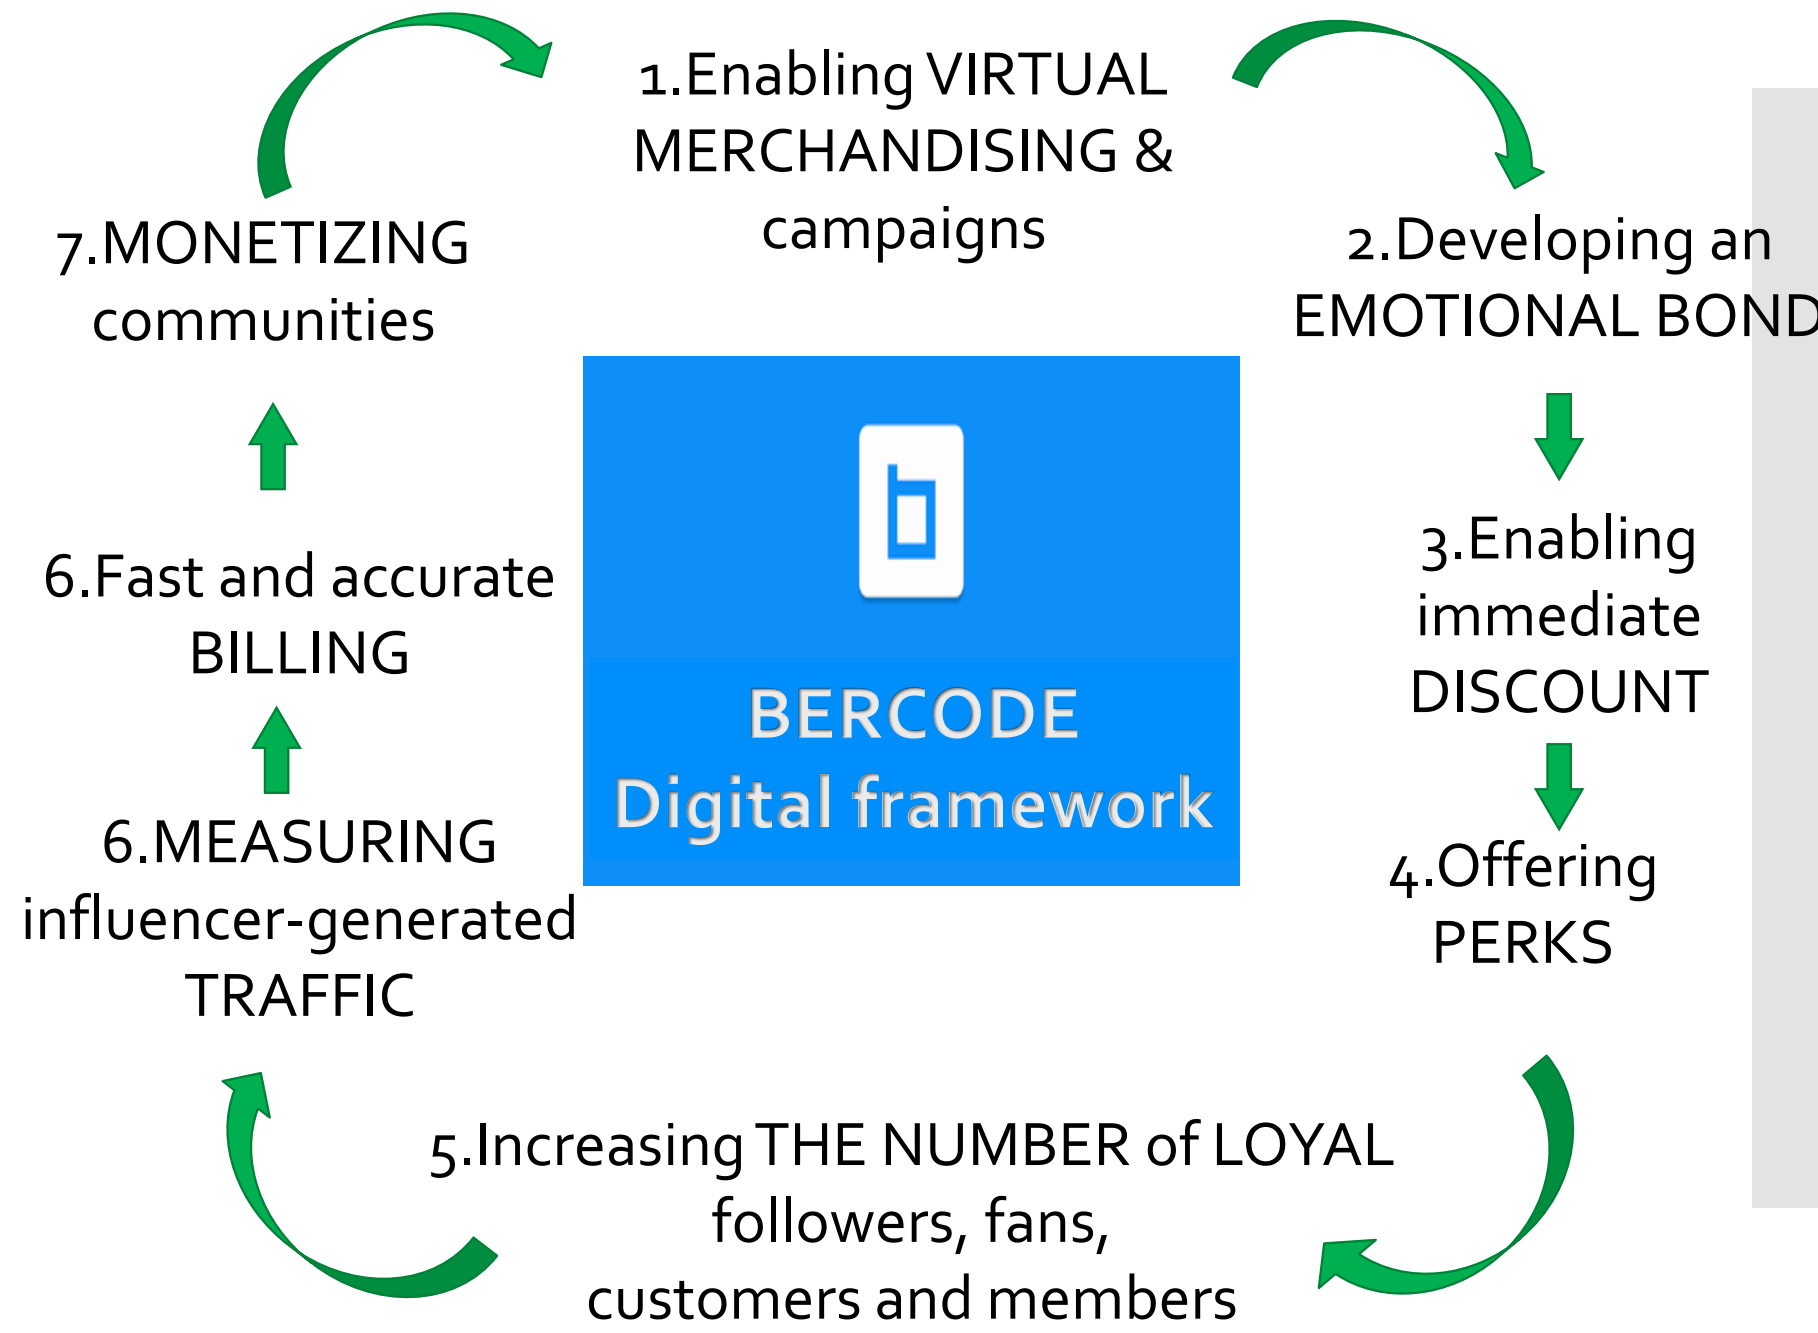 1.Enabling VIRTUAL
MERCHANDISING &
campaigns
2.Developing an
EMOTIONAL BOND
3.Enabling
immediate
DISCOUNT
4.Offering
PERKS
5.Increasing THE NUMBER of LOYAL
followers, fans,
customers and members
6.MEASURING
influencer-generated
TRAFFIC
6.Fast and accurate
BILLING
7.MONETIZING
communities
b
BERCODE
Digital framework